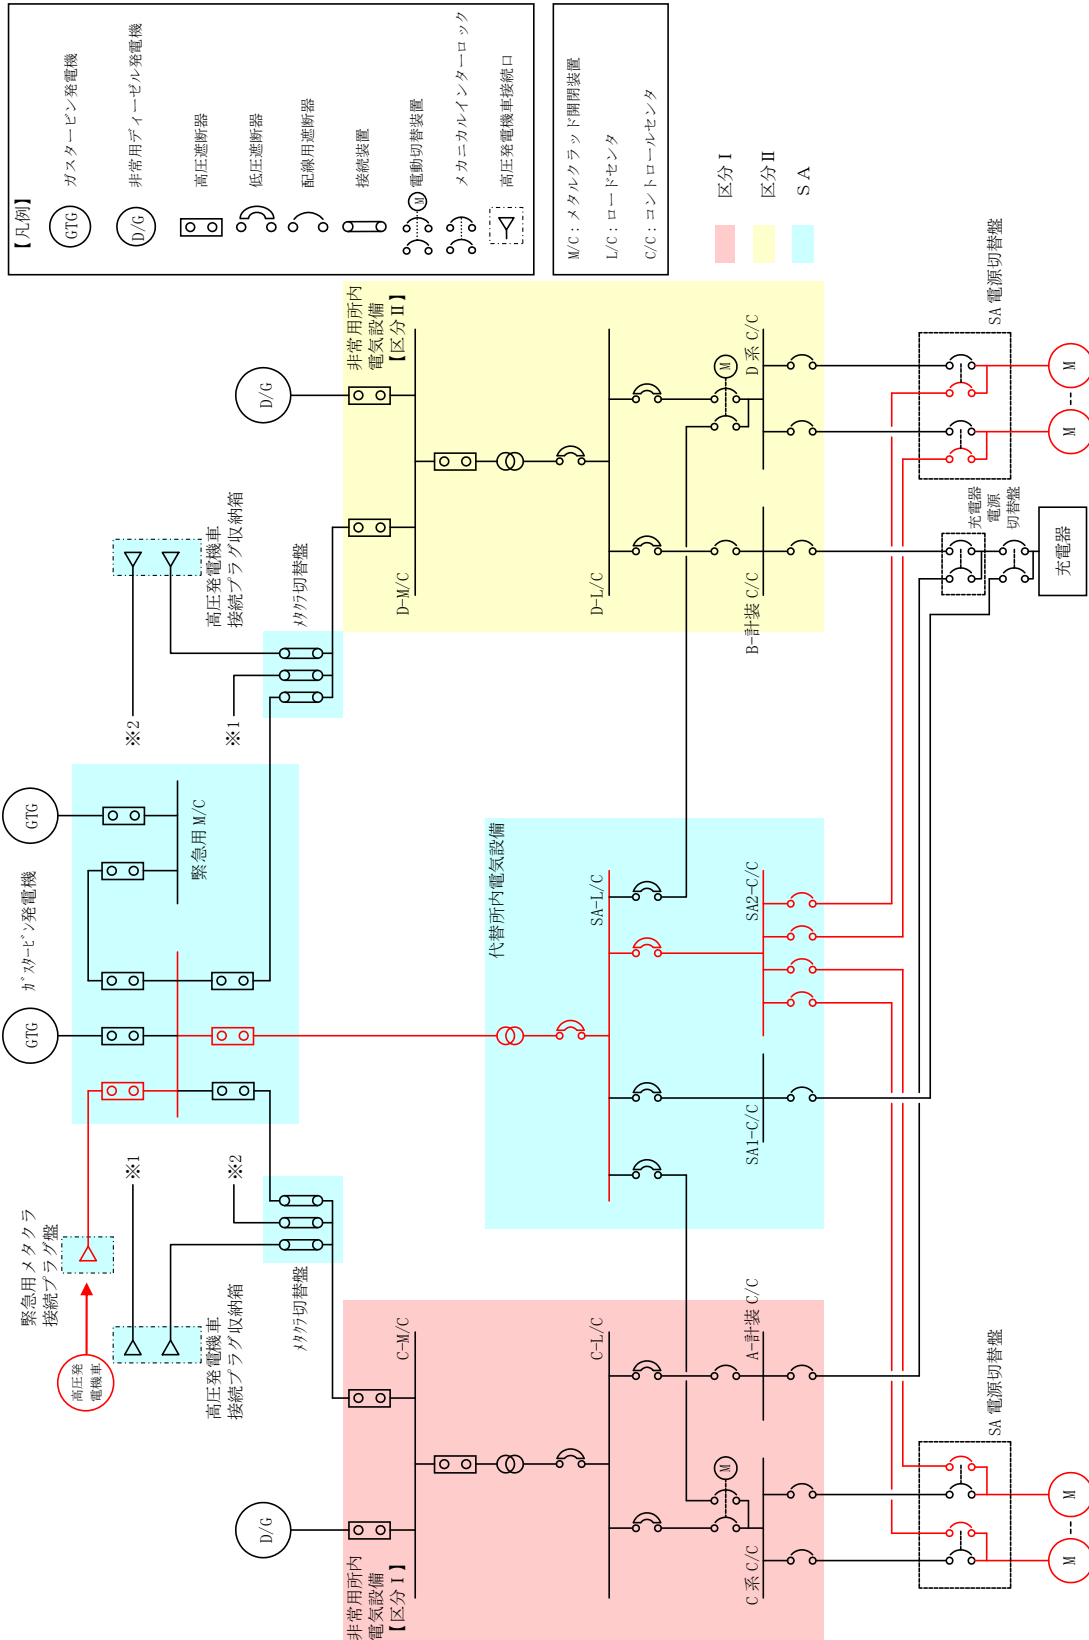 【凡例】
GTG
ガスタービン発電機
D/G
非常用ディーゼル発電機
高圧遮断器
低圧遮断器
配線用遮断器
接続装置
M
電動切替装置
メカニカルインターロック
高圧発電機車接続口
M/C：メタルクラッド開閉装置
L/C：ロードセンタ
C/C：コントロールセンタ
区分Ⅰ
区分Ⅱ
ＳＡ
GTG
ｶﾞｽﾀｰﾋﾞﾝ発電機
GTG
緊急用 M/C
緊急用メタクラ
接続プラグ盤
高圧発
電機車
※1
※2
高圧発電機車
接続プラグ収納箱
ﾒﾀｸﾗ切替盤
※2
※1
高圧発電機車
接続プラグ収納箱
ﾒﾀｸﾗ切替盤
D/G
非常用所内
電気設備
【区分Ⅰ】
C-M/C
C-L/C
M
C 系 C/C
A-計装 C/C
代替所内電気設備
SA-L/C
SA1-C/C
SA2-C/C
D/G
非常用所内
電気設備
【区分Ⅱ】
D-M/C
D-L/C
M
B-計装 C/C
D 系 C/C
SA 電源切替盤
M
M
SA 電源切替盤
M
M
充電器
電源
切替盤
充電器